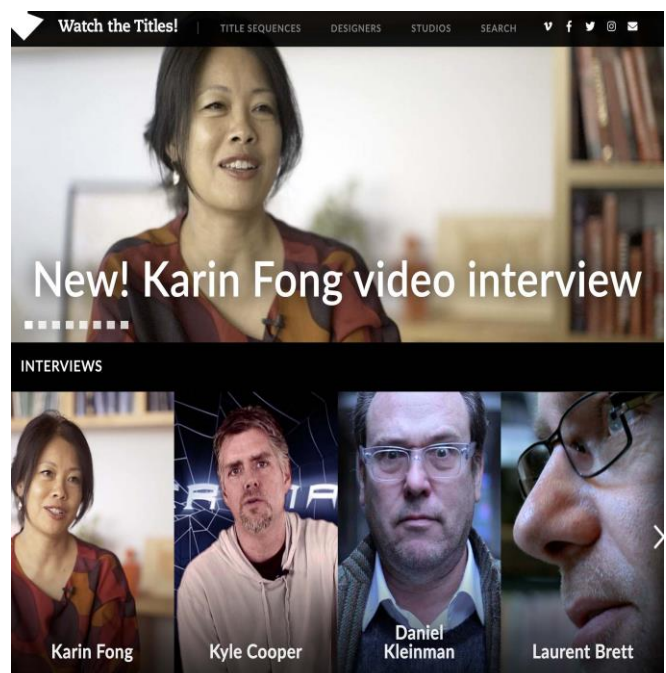 Watch the Titles! | TITLE SEQUENCES DESIGNERS STUDIOS SEARCH
New! Karin Fong video interview
INTERVIEWS
Karin Fong Kyle Cooper Daniel Kleinman Laurent Brett